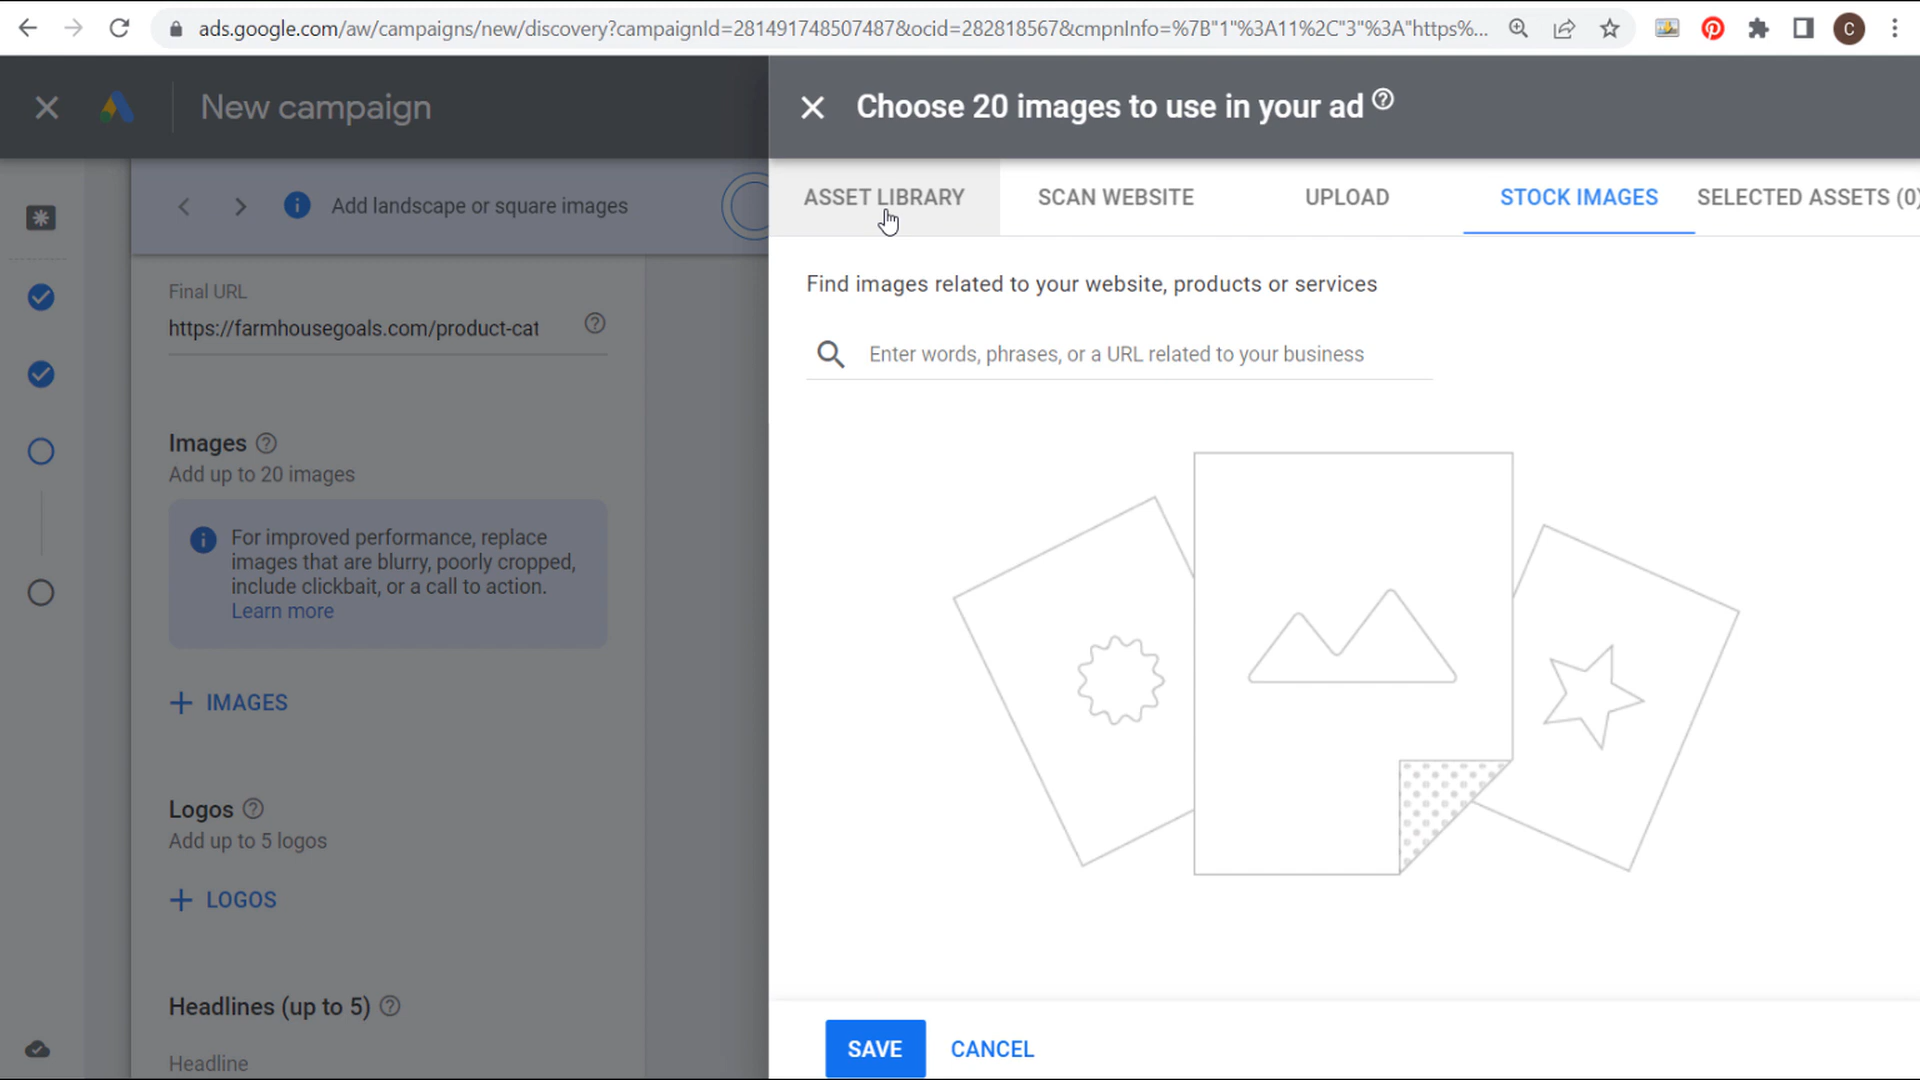 ads.google.com/aw/campaigns/new/discovery?campaignId=281491748507487&ocid=282818567&cmpnInfo=%7B"1"%3A11%2C"3"%3A"https%...
C
New campaign
Choose 20 images to use in your ad
ASSET LIBRARY
SCAN WEBSITE
UPLOAD
STOCK IMAGES
SELECTED ASSETS (0)
Add landscape or square images
Find images related to your website, products or services
Enter words, phrases, or a URL related to your business
Final URL
https://farmhousegoals.com/product-cat
Images
Add up to 20 images
For improved performance, replace
images that are blurry, poorly cropped,
include clickbait, or a call to action.
Learn more
+ IMAGES
Logos
Add up to 5 logos
+ LOGOS
Headlines (up to 5)
Headline
SAVE
CANCEL